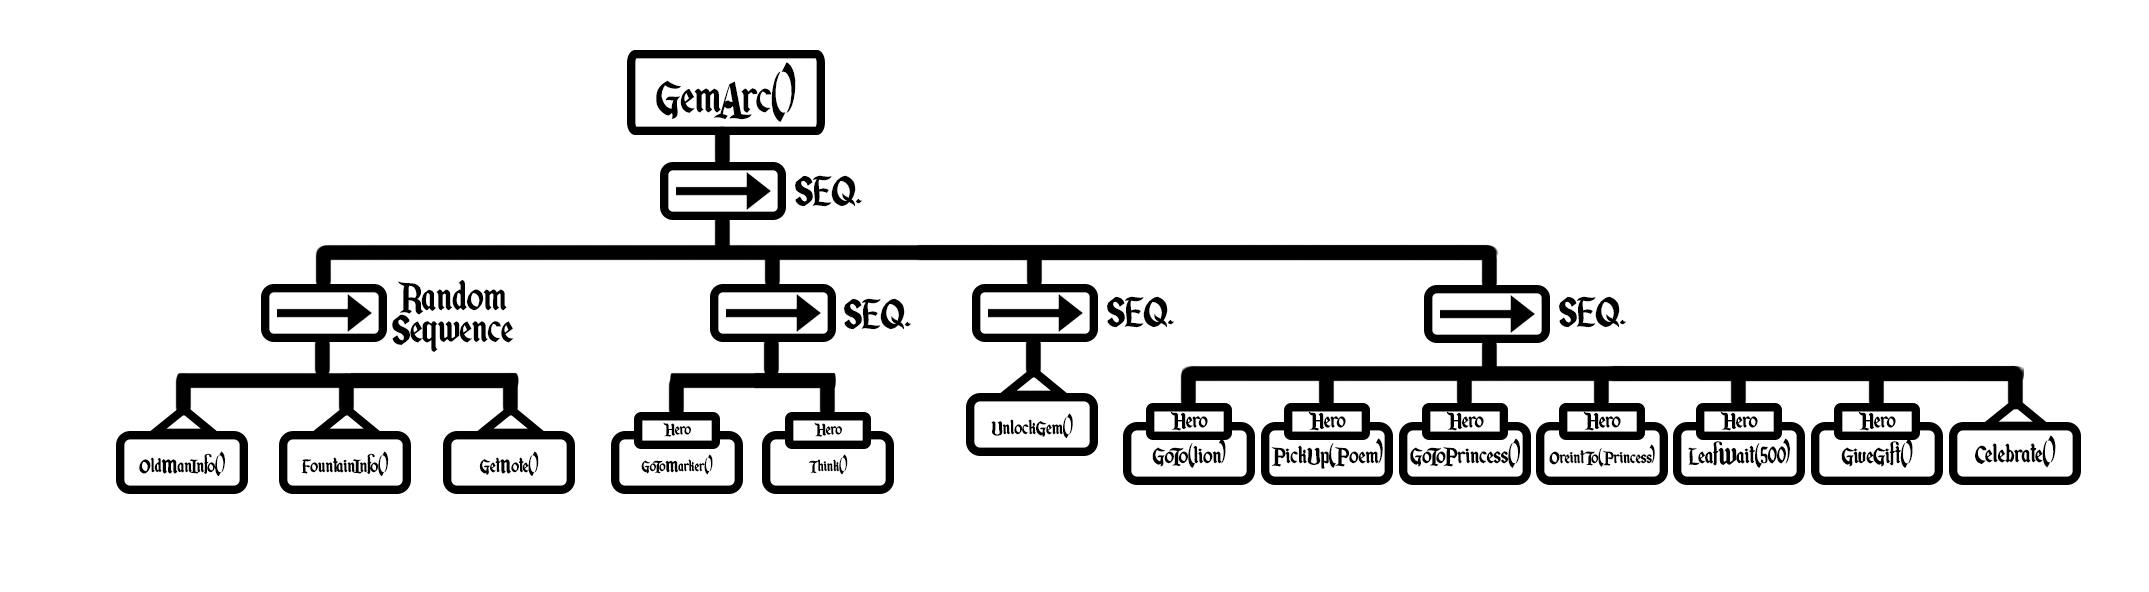 GemArc()
SEQ.
Random
Seqwence
SEQ.
SEQ.
SEQ.
OldManInfo()
FountainInfo()
GetNote()
Hero
GoToMarker()
Hero
Think()
UnlockGem()
Hero
GoTo(lion)
Hero
PickUp(Poem)
Hero
GoToPrincess()
Hero
OreintTo(Princess)
Hero
LeafWait(500)
Hero
GiveGift()
Celebrate()